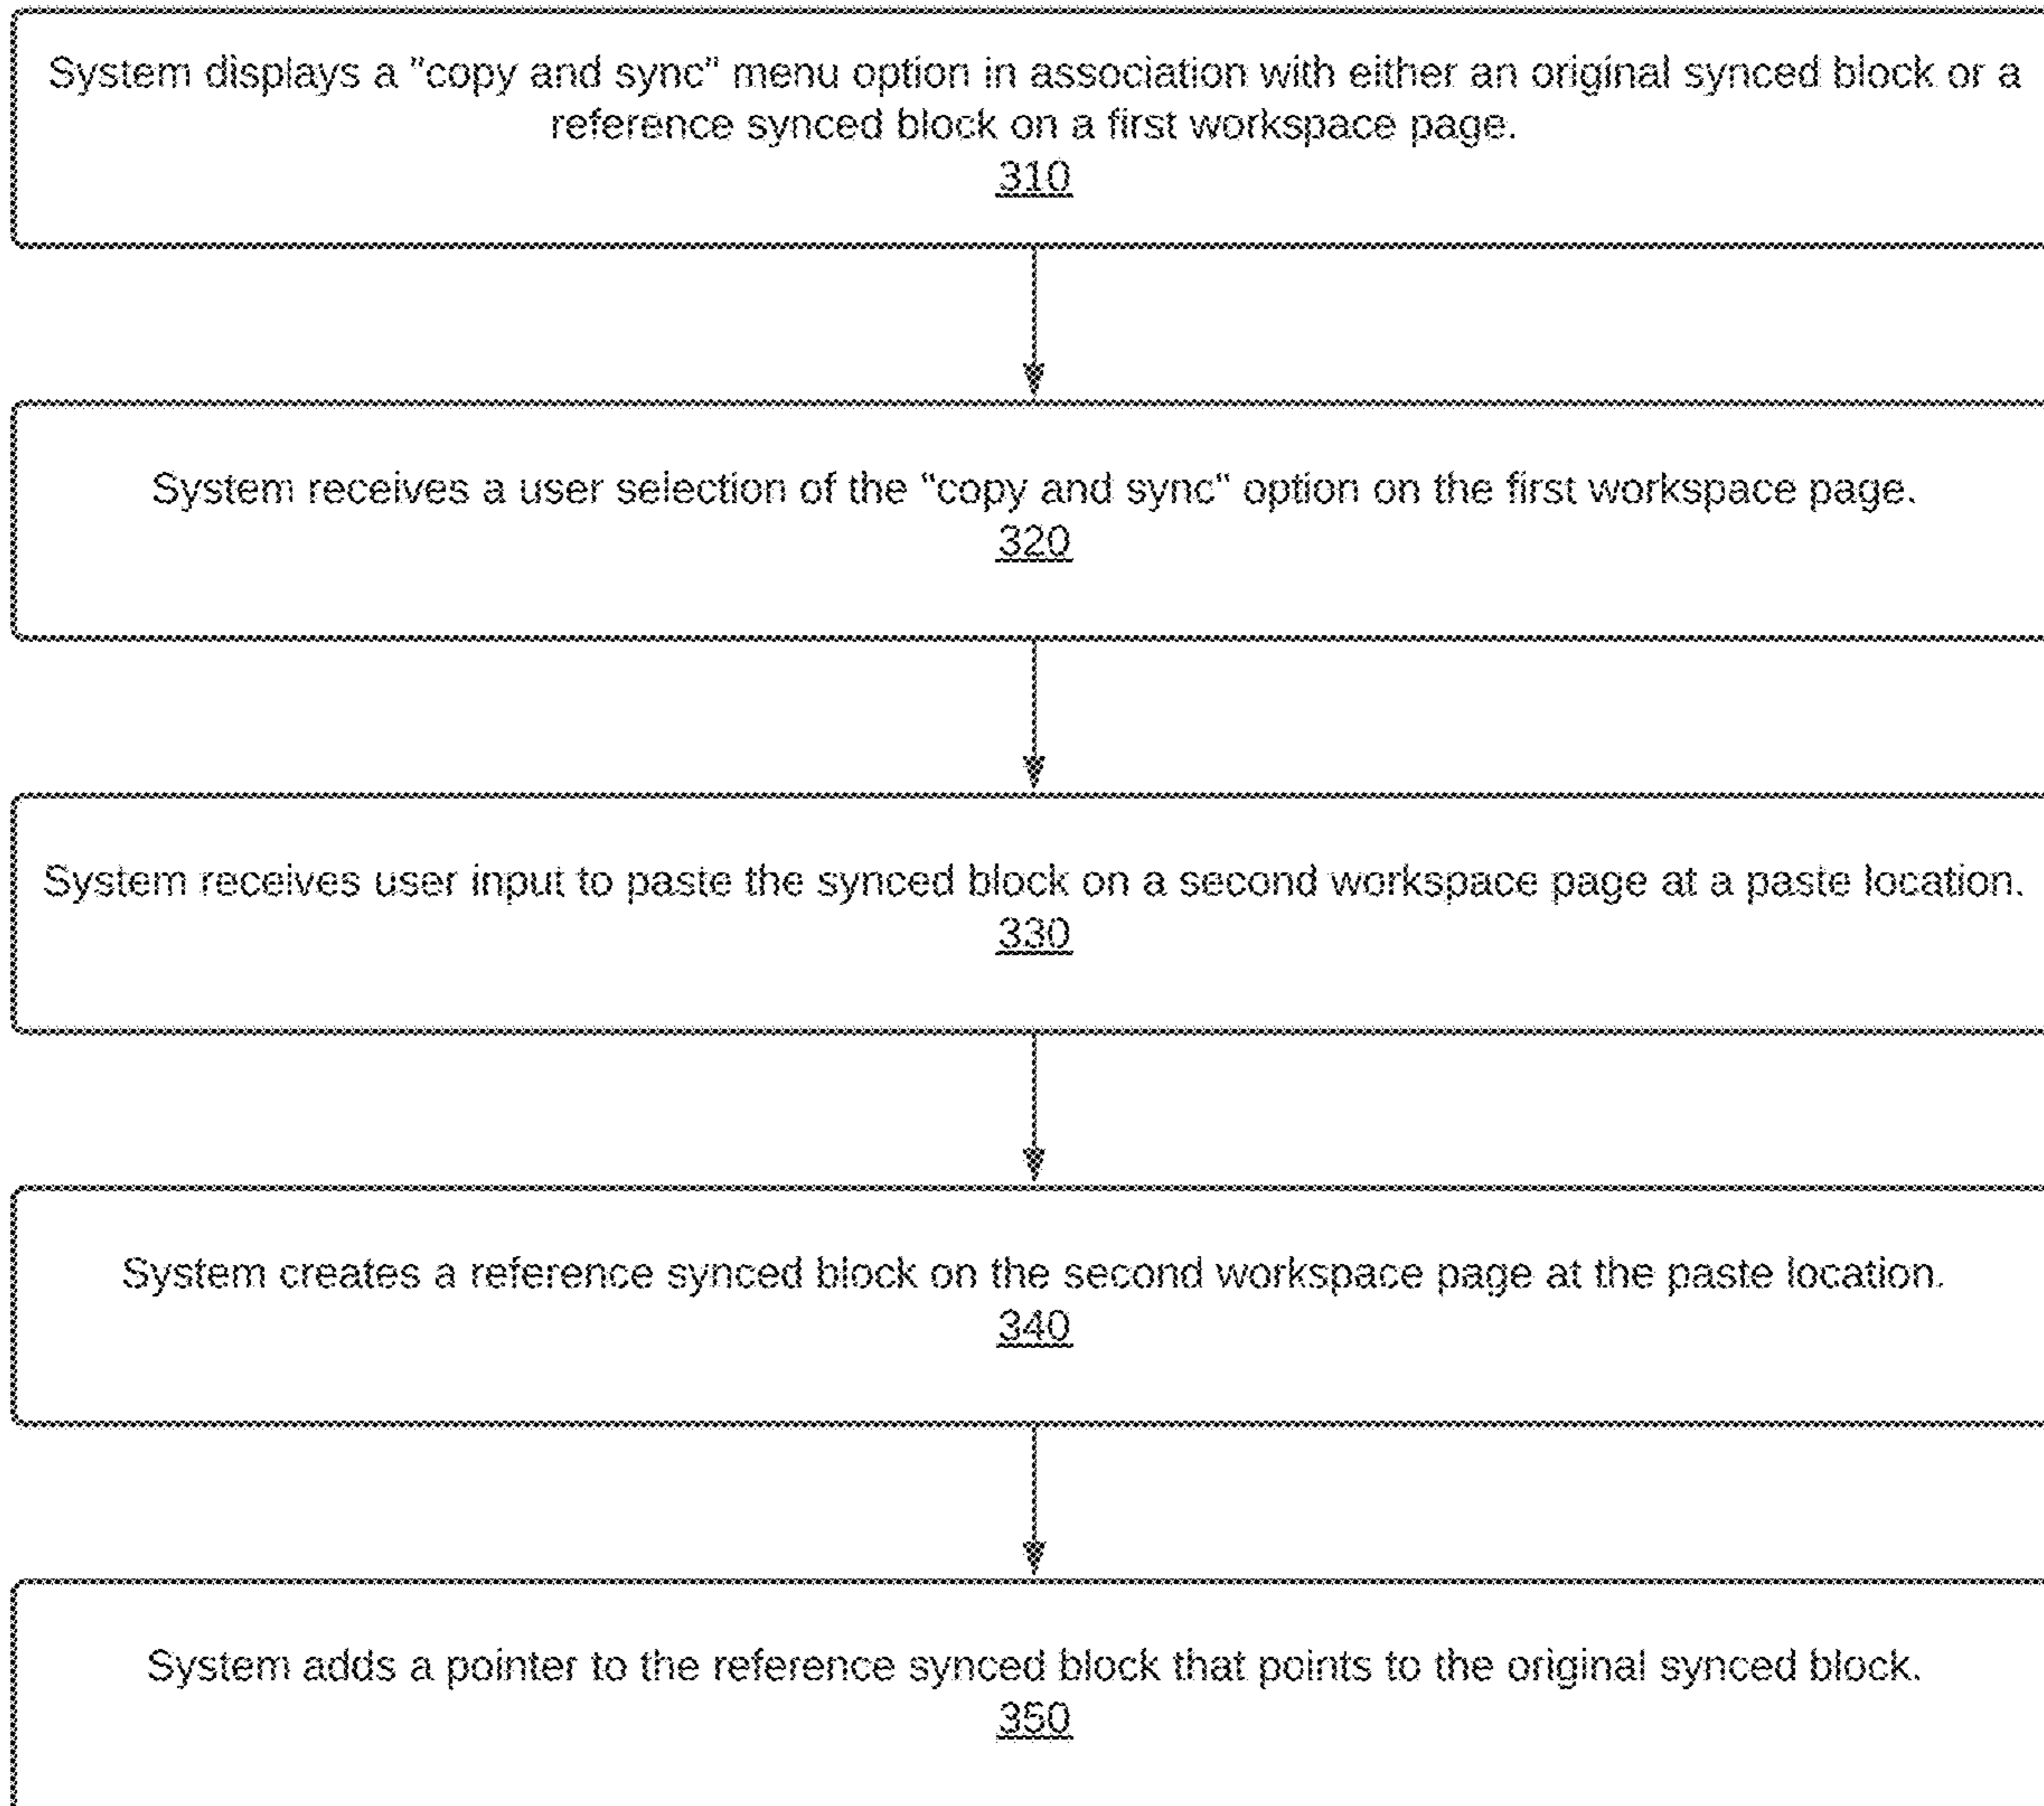 System displays a "copy and sync" menu option in association with either an original synced block or a
reference synced block on a first workspace page.
310
System receives a user selection of the "copy and sync" option on the first workspace page.
320
System receives user input to paste the synced block on a second workspace page at a paste location.
330
System creates a reference synced block on the second workspace page at the paste location.
340
System adds a pointer to the reference synced block that points to the original synced block.
350